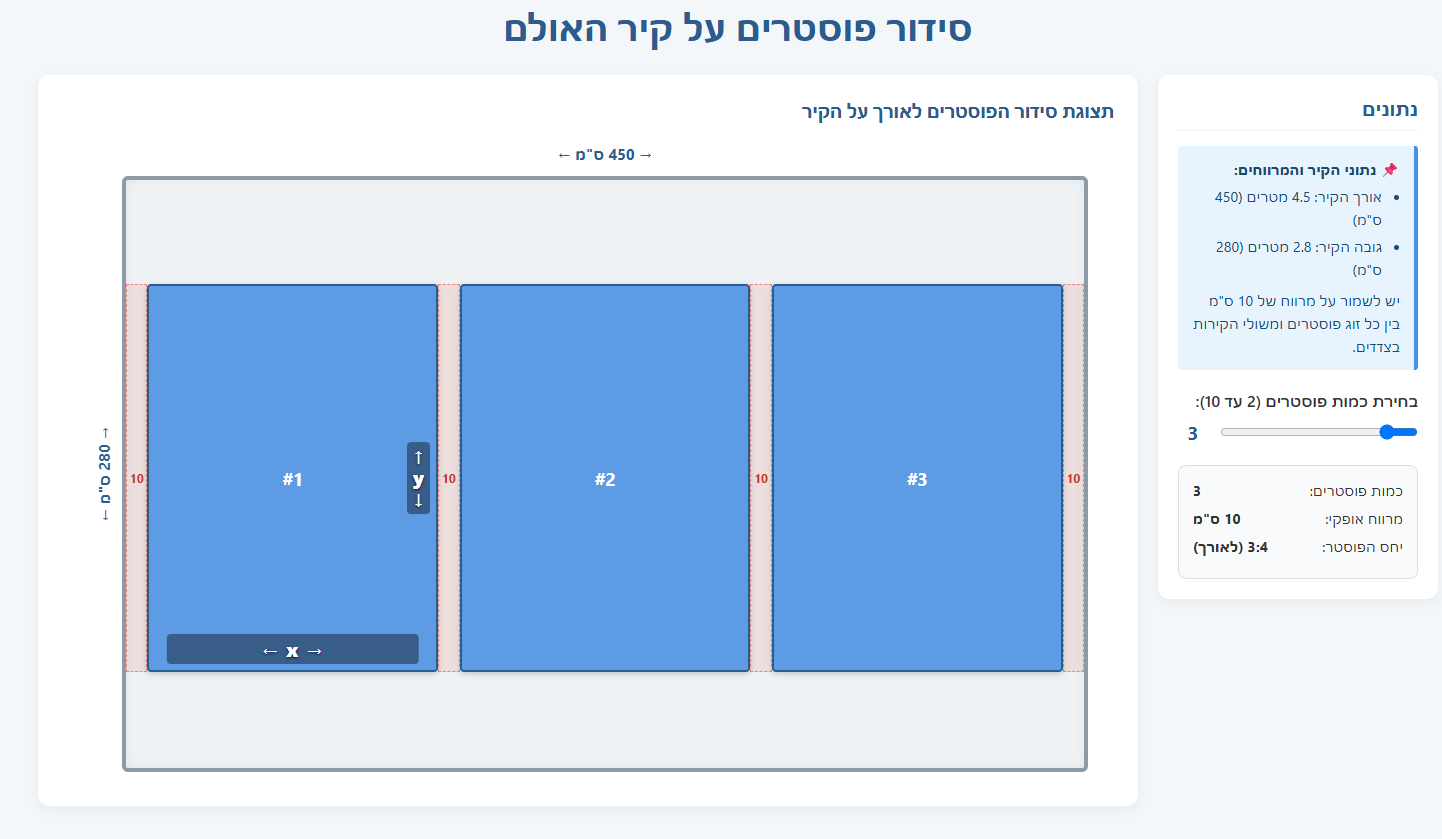 סידור פוסטרים על קיר האולם
נתונים
📌 נתוני הקיר והמרווחים:
• אורך הקיר: 4.5 מטרים (450
ס"מ)
• גובה הקיר: 2.8 מטרים (280
ס"מ)
יש לשמור על מרווח של 10 ס"מ
בין כל זוג פוסטרים ומשולי הקירות
בצדדים.
בחירת כמות פוסטרים (2 עד 10):
3
כמות פוסטרים: 3
מרווח אופקי: 10 ס"מ
יחס הפוסטר: 3:4 (לאורך)
תצוגת סידור הפוסטרים לאורך על הקיר
← 450 ס"מ →
← 280 ס"מ →
10
#1
↑
y
↓
← x →
10
#2
10
#3
10